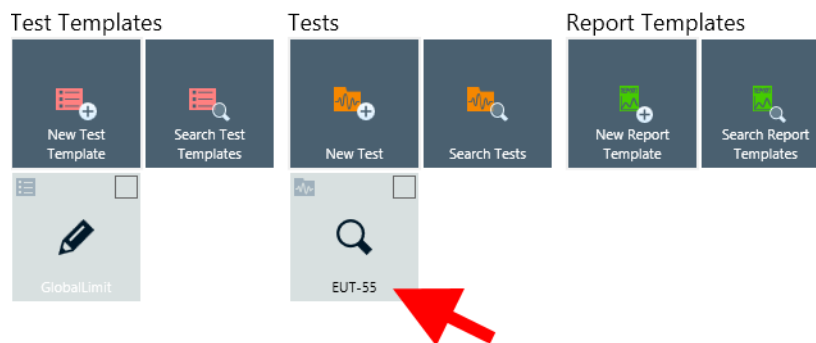 Test Templates
Tests
Report Templates
New Test
Template
Search Test
Templates
New Test
Search Tests
New Report
Template
Search Report
Templates
GlobalLimit
EUT-55